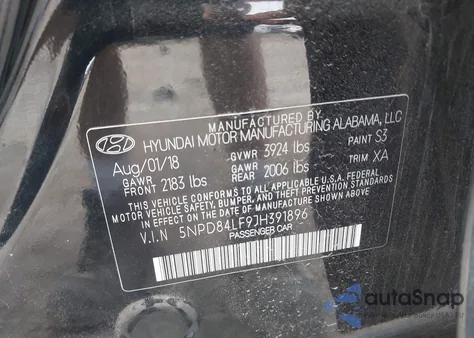 MANUFACTURED BY
HYUNDAI MOTOR MANUFACTURING ALABAMA, LLC
Aug/01/18 GVWR 3924 lbs PAINT S3
GAWR FRONT 2183 lbs GAWR REAR 2006 lbs TRIM XA
THIS VEHICLE CONFORMS TO ALL APPLICABLE U.S.A. FEDERAL
MOTOR VEHICLE SAFETY, BUMPER, AND THEFT PREVENTION STANDARDS
IN EFFECT ON THE DATE OF MANUFACTURE SHOWN ABOVE.
V.I.N 5NPD84LF9JH391896
PASSENGER CAR
autoSnap